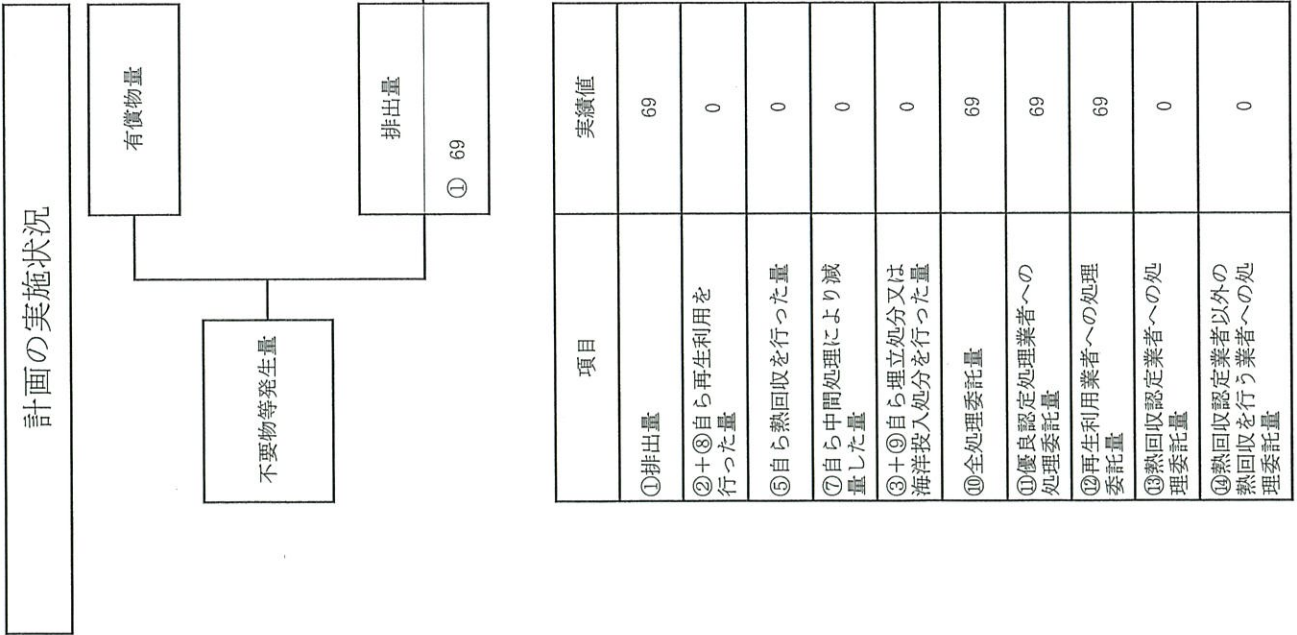 計画の実施状況
不要物等発生量
有償物量
排出量
① 69
項目
実績値
①排出量
69
②+⑧自ら再生利用を
行った量
0
⑤自ら熱回収を行った量
0
⑦自ら中間処理により減
量した量
0
③+⑨自ら埋立処分又は
海洋投入処分を行った量
0
⑩全処理委託量
69
⑪優良認定処理業者への
処理委託量
69
⑫再生利用業者への処理
委託量
69
⑬熱回収認定業者への処
理委託量
0
⑭熱回収認定業者以外の
熱回収を行う業者への処
理委託量
0